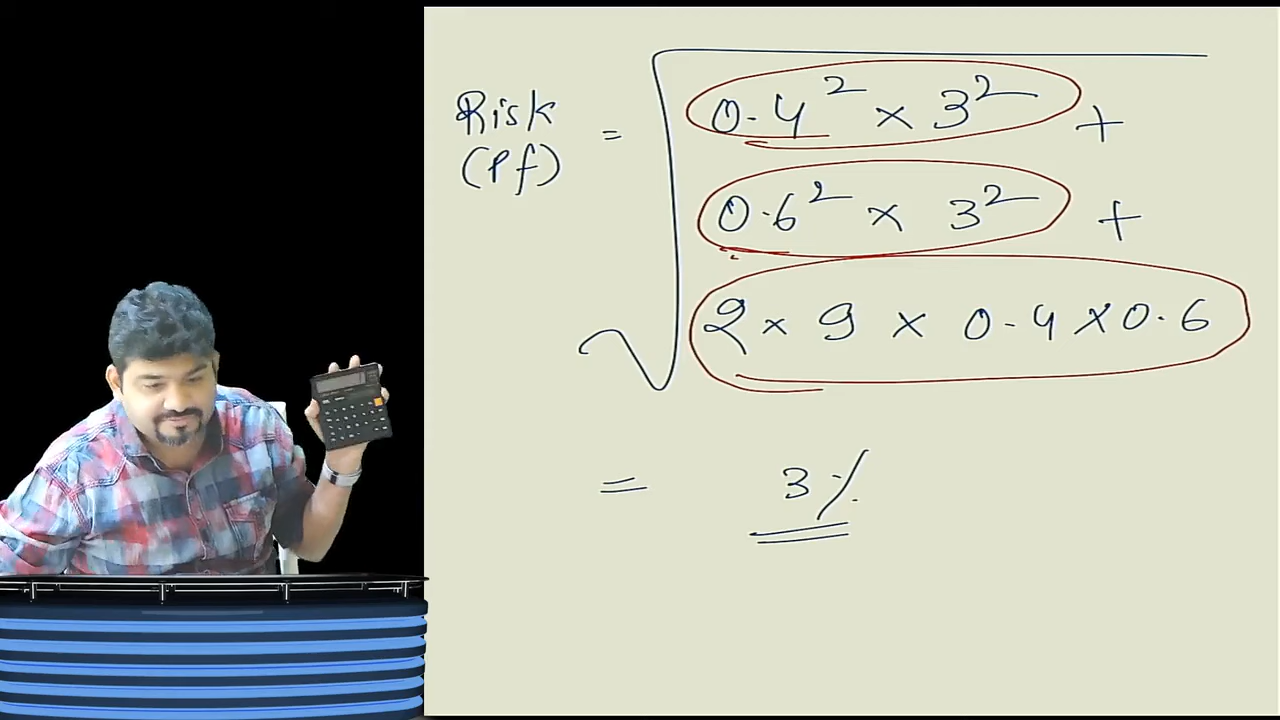 Risk (Pf) = √ 0.4² × 3² +
0.6² × 3² +
2 × 9 × 0.4 × 0.6
= 3%